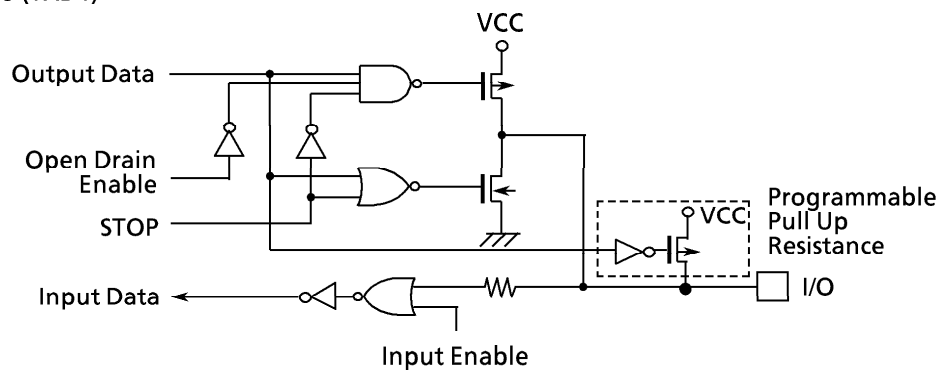 VCC
Output Data
Open Drain
Enable
STOP
Programmable
Pull Up
Resistance
VCC
Input Data
I/O
Input Enable